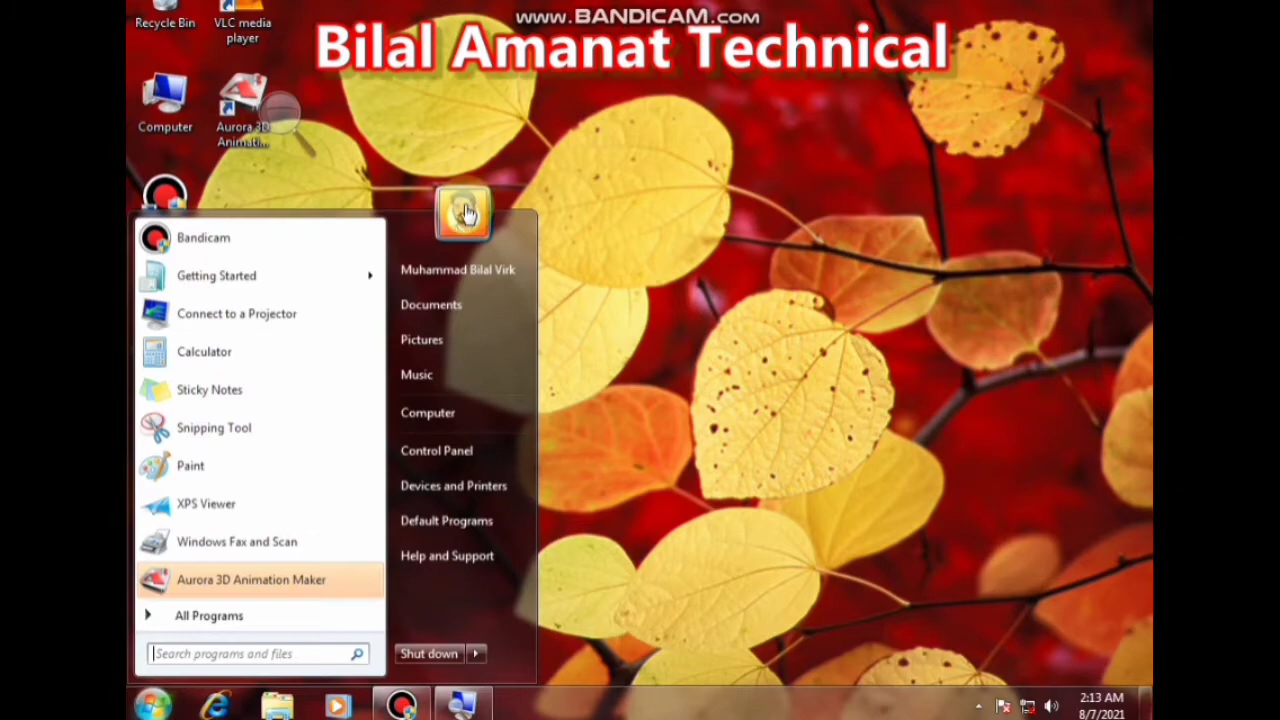 www.BANDICAM.com
Bilal Amanat Technical
Recycle Bin
VLC media
player
Computer
Aurora 3D
Animati...
Bandicam
Getting Started
Connect to a Projector
Calculator
Sticky Notes
Snipping Tool
Paint
XPS Viewer
Windows Fax and Scan
Aurora 3D Animation Maker
All Programs
Search programs and files
Muhammad Bilal Virk
Documents
Pictures
Music
Computer
Control Panel
Devices and Printers
Default Programs
Help and Support
Shut down
2:13 AM
8/7/2021